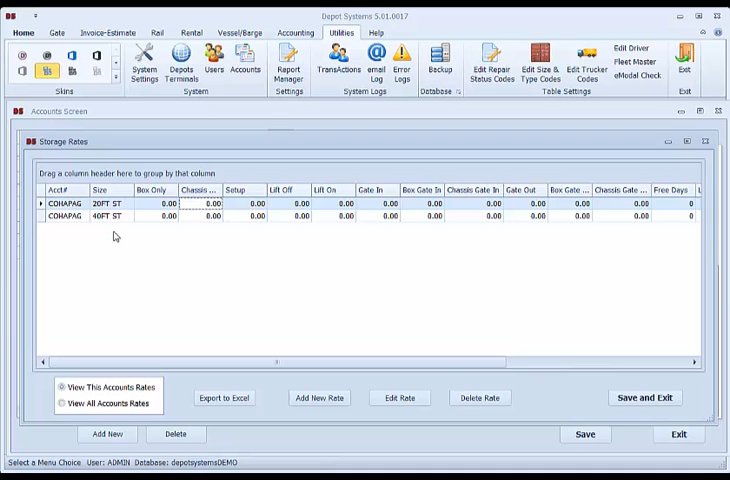 DS Depot Systems 5.01.0017
Home Gate Invoice-Estimate Rail Rental Vessel/Barge Accounting Utilities Help
System Settings
Depots Terminals
Users
Accounts
Report Manager
TransActions
email Log
Error Logs
Backup
Edit Repair Status Codes
Edit Size & Type Codes
Edit Trucker Codes
Edit Driver
Fleet Master
eModal Check
Exit
Skins System Settings System Logs Database Table Settings Exit
DS Accounts Screen
DS Storage Rates
Drag a column header here to group by that column
Acct# Size Box Only Chassis ... Setup Lift Off Lift On Gate In Box Gate In Chassis Gate In Gate Out Box Gate ... Chassis Gate ... Free Days L
COHAPAG 20FT ST 0.00 0.00 0.00 0.00 0.00 0.00 0.00 0.00 0.00 0.00 0.00 0
COHAPAG 40FT ST 0.00 0.00 0.00 0.00 0.00 0.00 0.00 0.00 0.00 0.00 0.00 0
View This Accounts Rates
View All Accounts Rates
Export to Excel Add New Rate Edit Rate Delete Rate Save and Exit
Add New Delete Save Exit
Select a Menu Choice User: ADMIN Database: depotsystemsDEMO